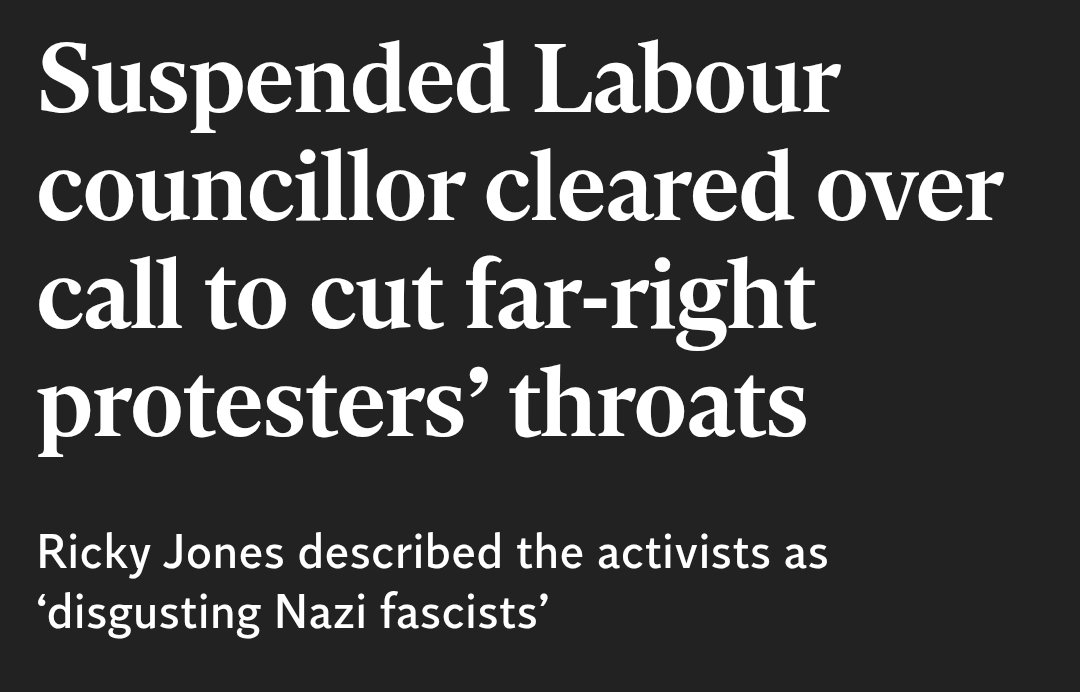 Suspended Labour
councillor cleared over
call to cut far-right
protesters’ throats
Ricky Jones described the activists as
‘disgusting Nazi fascists’